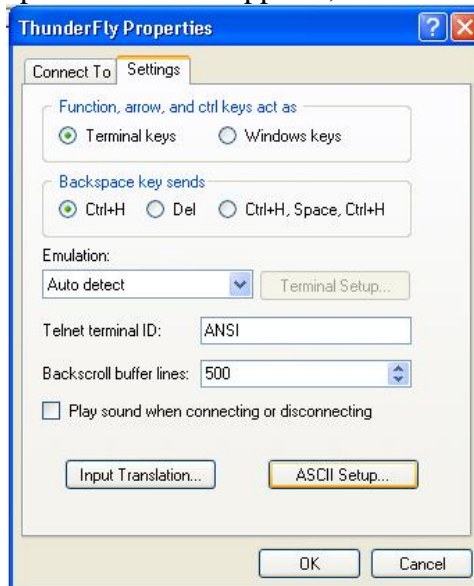 ThunderFly Properties
Connect To Settings
Function, arrow, and ctrl keys act as
Terminal keys Windows keys
Backspace key sends
Ctrl+H Del Ctrl+H, Space, Ctrl+H
Emulation:
Auto detect Terminal Setup...
Telnet terminal ID: ANSI
Backscroll buffer lines: 500
Play sound when connecting or disconnecting
Input Translation... ASCII Setup...
OK Cancel